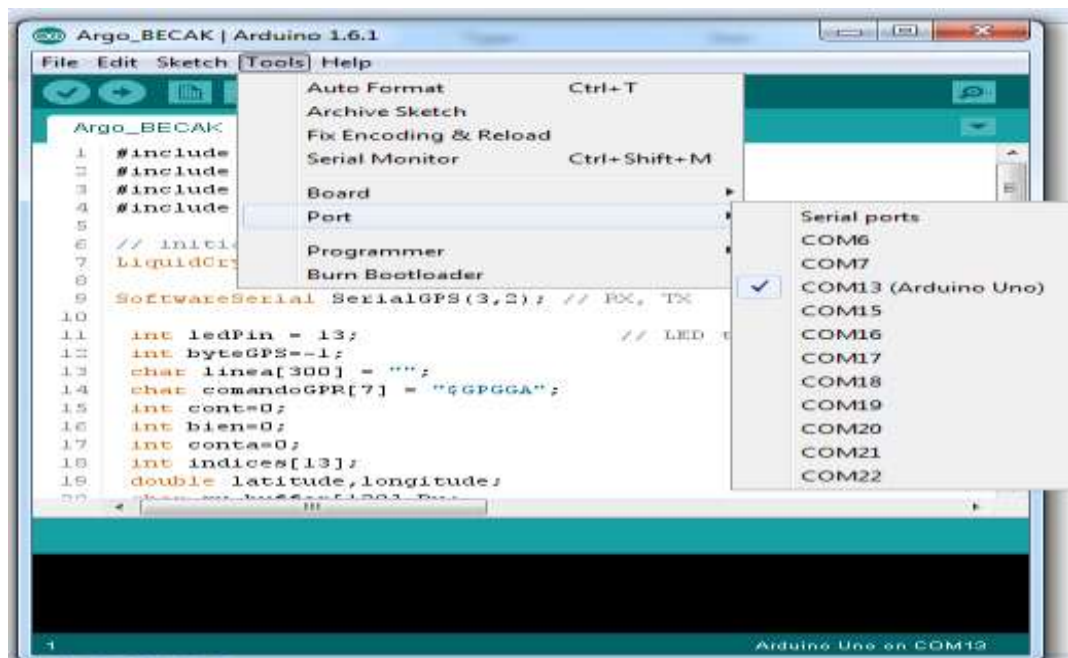 Argo_BECAK | Arduino 1.6.1
File Edit Sketch Tools Help
Auto Format Ctrl+T
Archive Sketch
Fix Encoding & Reload
Serial Monitor Ctrl+Shift+M
Board
Port
Programmer
Burn Bootloader
Serial ports
COM6
COM7
COM13 (Arduino Uno)
COM15
COM16
COM17
COM18
COM19
COM20
COM21
COM22
Argo_BECAK
1 #include
2 #include
3 #include
4 #include
5
6 // initi
7 LiquidCry
8
9 SoftwareSerial SerialGPS(3,2); // RX, TX
10
11 int ledPin = 13; // LED
12 int byteGPS=-1;
13 char linea[300] = "";
14 char comandoGPR[7] = "$GPGGA";
15 int cont=0;
16 int bien=0;
17 int conta=0;
18 int indices[13];
19 double latitude,longitude;
1
Arduino Uno on COM13